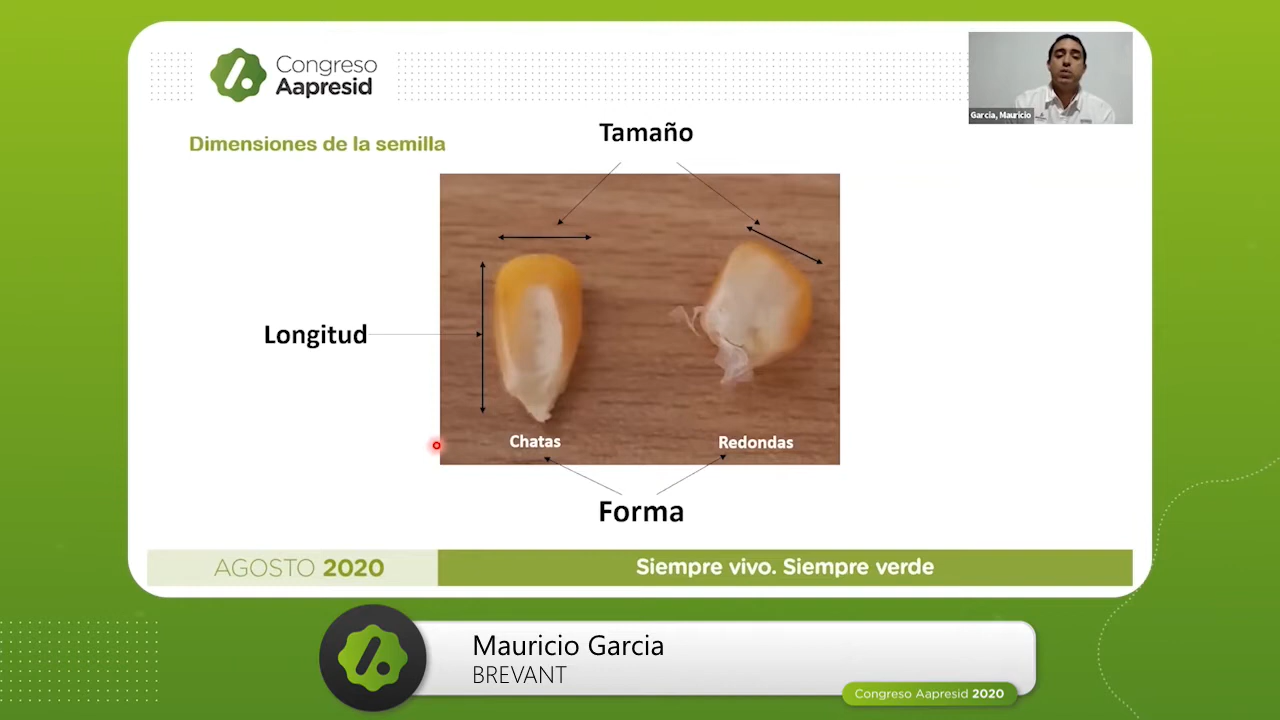 Congreso
Aapresid
Garcia, Mauricio
Dimensiones de la semilla
Tamaño
Longitud
Chatas
Redondas
Forma
AGOSTO 2020
Siempre vivo. Siempre verde
Mauricio Garcia
BREVANT
Congreso Aapresid 2020